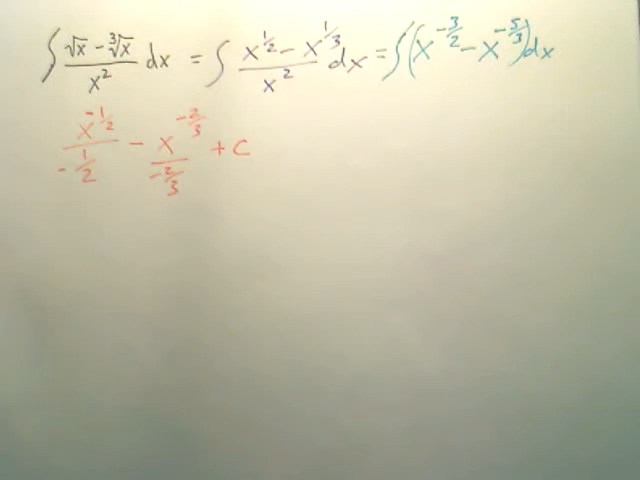 ∫ (√x - ∛x)/x² dx = ∫ (x^(1/2) - x^(1/3))/x² dx = ∫ (x^(-3/2) - x^(-5/3)) dx
x^(-1/2)/(-1/2) - x^(-2/3)/(-2/3) + C